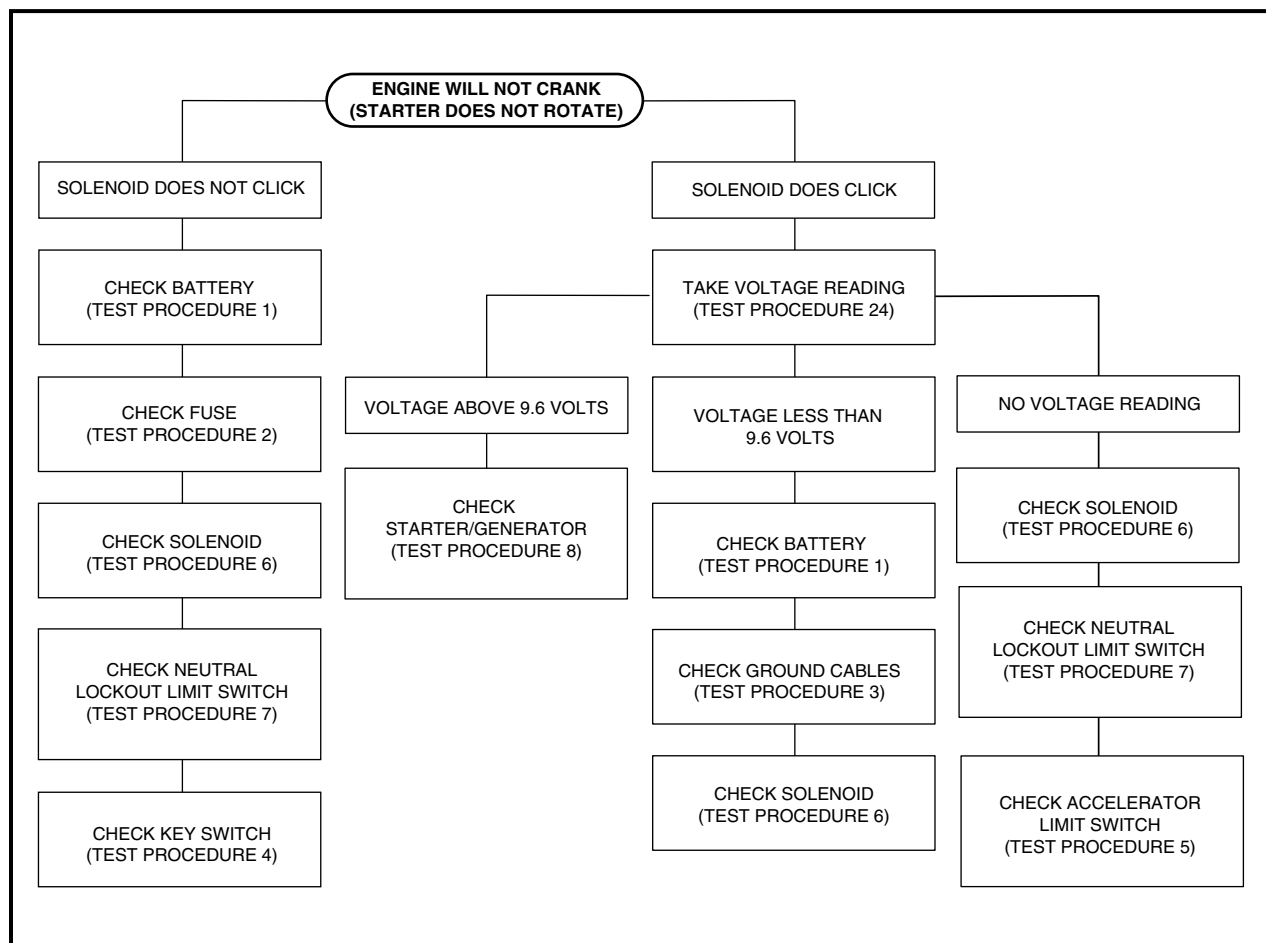 ENGINE WILL NOT CRANK
(STARTER DOES NOT ROTATE)
SOLENOID DOES NOT CLICK
CHECK BATTERY
(TEST PROCEDURE 1)
CHECK FUSE
(TEST PROCEDURE 2)
CHECK SOLENOID
(TEST PROCEDURE 6)
CHECK NEUTRAL
LOCKOUT LIMIT SWITCH
(TEST PROCEDURE 7)
CHECK KEY SWITCH
(TEST PROCEDURE 4)
SOLENOID DOES CLICK
TAKE VOLTAGE READING
(TEST PROCEDURE 24)
VOLTAGE ABOVE 9.6 VOLTS
CHECK
STARTER/GENERATOR
(TEST PROCEDURE 8)
VOLTAGE LESS THAN
9.6 VOLTS
CHECK BATTERY
(TEST PROCEDURE 1)
CHECK GROUND CABLES
(TEST PROCEDURE 3)
CHECK SOLENOID
(TEST PROCEDURE 6)
NO VOLTAGE READING
CHECK SOLENOID
(TEST PROCEDURE 6)
CHECK NEUTRAL
LOCKOUT LIMIT SWITCH
(TEST PROCEDURE 7)
CHECK ACCELERATOR
LIMIT SWITCH
(TEST PROCEDURE 5)